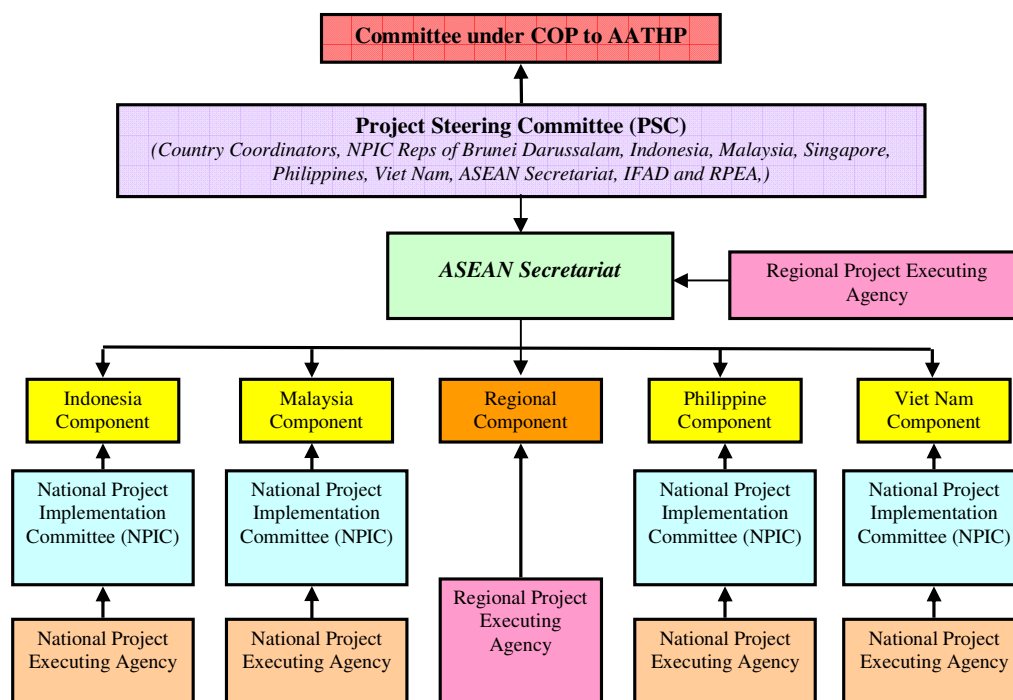 Committee under COP to AATHP
Project Steering Committee (PSC)
(Country Coordinators, NPIC Reps of Brunei Darussalam, Indonesia, Malaysia, Singapore,
Philippines, Viet Nam, ASEAN Secretariat, IFAD and RPEA,)
ASEAN Secretariat
Regional Project Executing
Agency
Indonesia
Component
Malaysia
Component
Regional
Component
Philippine
Component
Viet Nam
Component
National Project
Implementation
Committee (NPIC)
National Project
Implementation
Committee (NPIC)
National Project
Implementation
Committee (NPIC)
National Project
Implementation
Committee (NPIC)
Regional Project
Executing
Agency
National Project
Executing Agency
National Project
Executing Agency
National Project
Executing Agency
National Project
Executing Agency